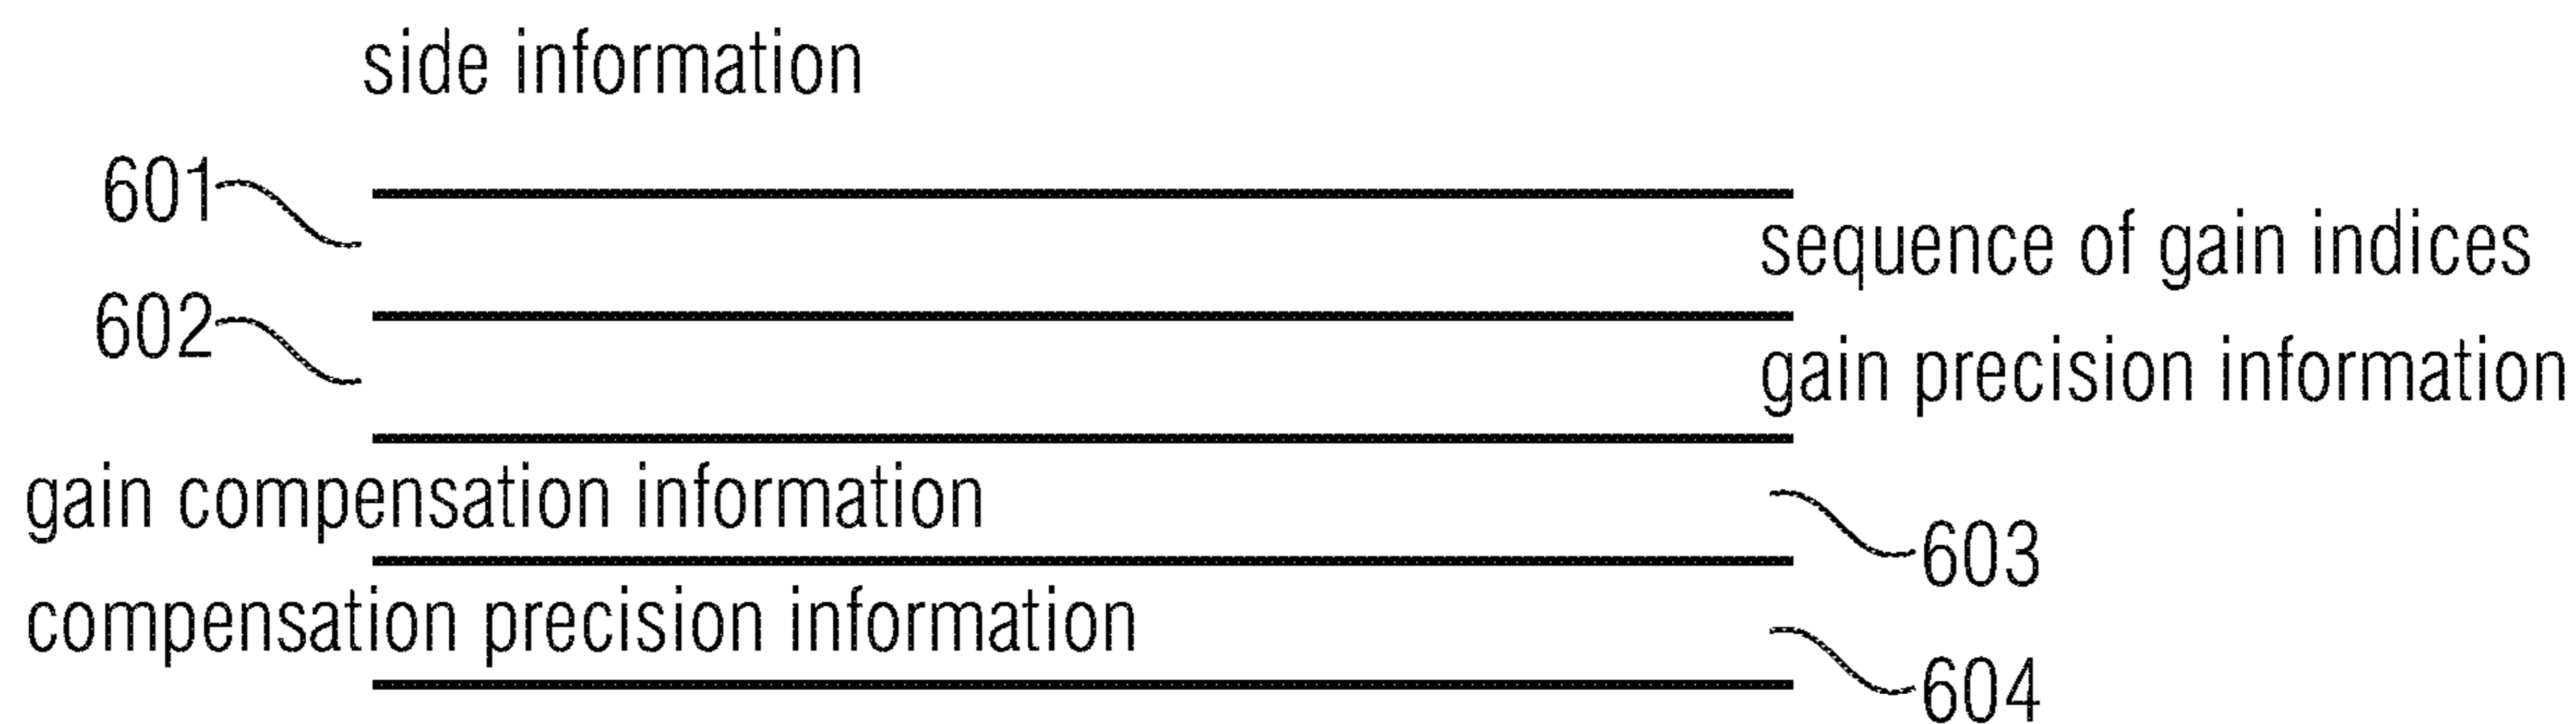 side information
601
sequence of gain indices
602
gain precision information
gain compensation information
603
compensation precision information
604